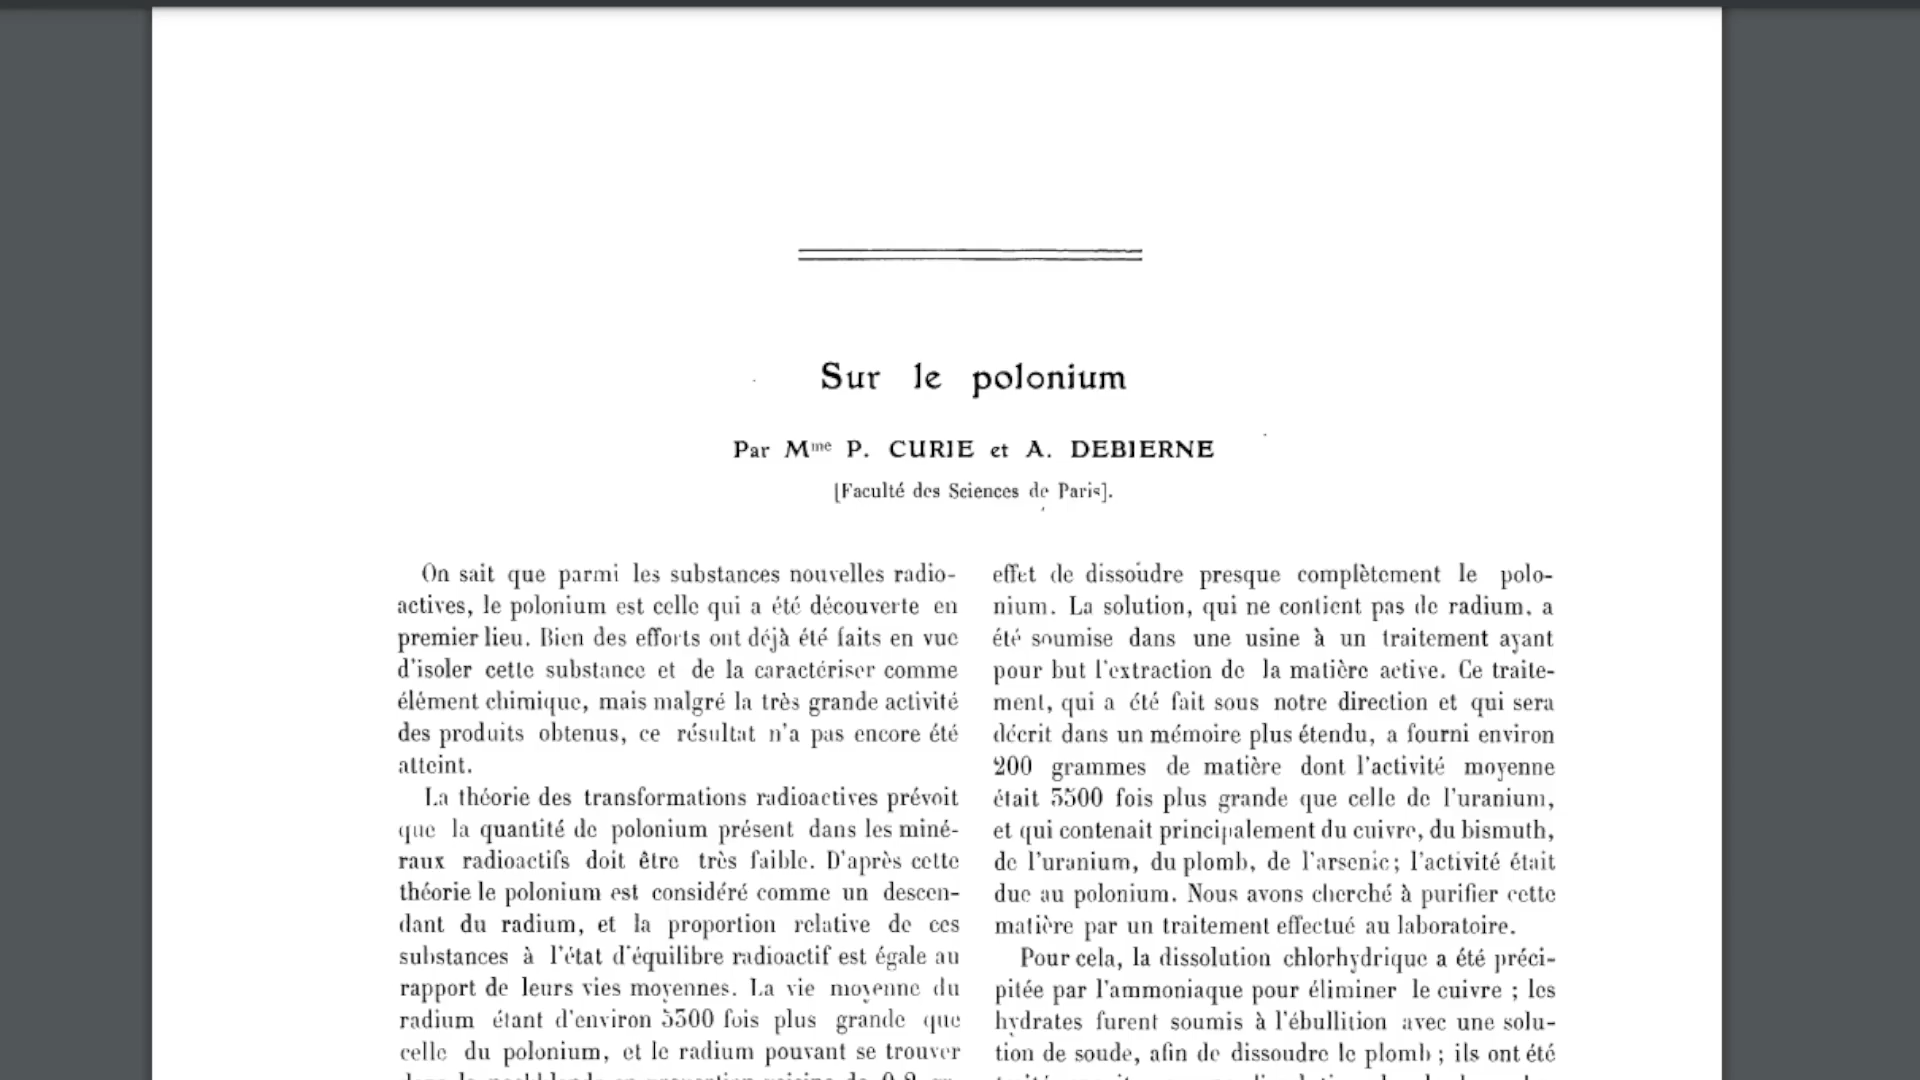 Sur le polonium
Par Mme P. CURIE et A. DEBIERNE
[Faculté des Sciences de Paris].
On sait que parmi les substances nouvelles radio-
actives, le polonium est celle qui a été découverte en
premier lieu. Bien des efforts ont déjà été faits en vue
d'isoler cette substance et de la caractériser comme
élément chimique, mais malgré la très grande activité
des produits obtenus, ce résultat n'a pas encore été
atteint.
La théorie des transformations radioactives prévoit
que la quantité de polonium présent dans les miné-
raux radioactifs doit être très faible. D'après cette
théorie le polonium est considéré comme un descen-
dant du radium, et la proportion relative de ces
substances à l'état d'équilibre radioactif est égale au
rapport de leurs vies moyennes. La vie moyenne du
radium étant d'environ 5300 fois plus grande que
celle du polonium, et le radium pouvant se trouver
effet de dissoudre presque complètement le polo-
nium. La solution, qui ne contient pas de radium, a
été soumise dans une usine à un traitement ayant
pour but l'extraction de la matière active. Ce traite-
ment, qui a été fait sous notre direction et qui sera
décrit dans un mémoire plus étendu, a fourni environ
200 grammes de matière dont l'activité moyenne
était 3500 fois plus grande que celle de l'uranium,
et qui contenait principalement du cuivre, du bismuth,
de l'uranium, du plomb, de l'arsenic; l'activité était
due au polonium. Nous avons cherché à purifier cette
matière par un traitement effectué au laboratoire.
Pour cela, la dissolution chlorhydrique a été préci-
pitée par l'ammoniaque pour éliminer le cuivre ; les
hydrates furent soumis à l'ébullition avec une solu-
tion de soude, afin de dissoudre le plomb ; ils ont été